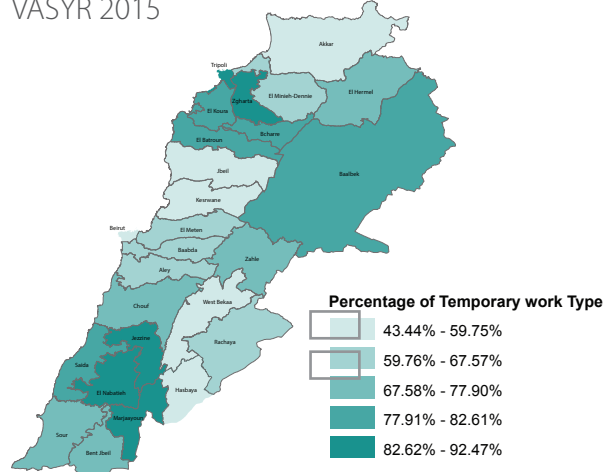 VASYR 2015
Akkar
Tripoli
Zgharta
El Minieh-Dennie
El Hermel
El Koura
Bcharre
El Batroun
Baalbek
Jbeil
Kesrwane
Beirut
El Meten
Baabda
Zahle
Aley
Chouf
West Bekaa
Rachaya
Jezzine
Saida
Hasbaya
El Nabatieh
Marjaayoun
Sour
Bent Jbeil
Percentage of Temporary work Type
43.44% - 59.75%
59.76% - 67.57%
67.58% - 77.90%
77.91% - 82.61%
82.62% - 92.47%